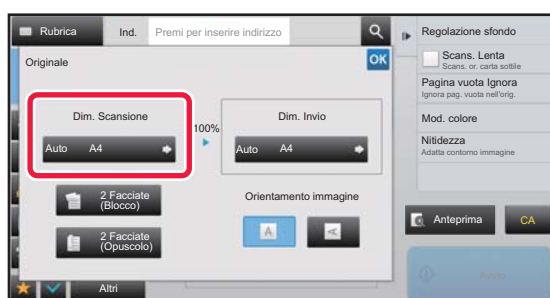 Rubrica
Ind.
Premi per inserire indirizzo
Originale
OK
Dim. Scansione
Auto A4
100%
Dim. Invio
Auto A4
2 Facciate
(Blocco)
2 Facciate
(Opuscolo)
Orientamento immagine
A
A
Altri
Regolazione sfondo
Scans. Lenta
Scans. or. carta sottile
Pagina vuota Ignora
Ignora pag. vuota nell'orig.
Mod. colore
Nitidezza
Adatta contorno immagine
Anteprima
CA
Avvio